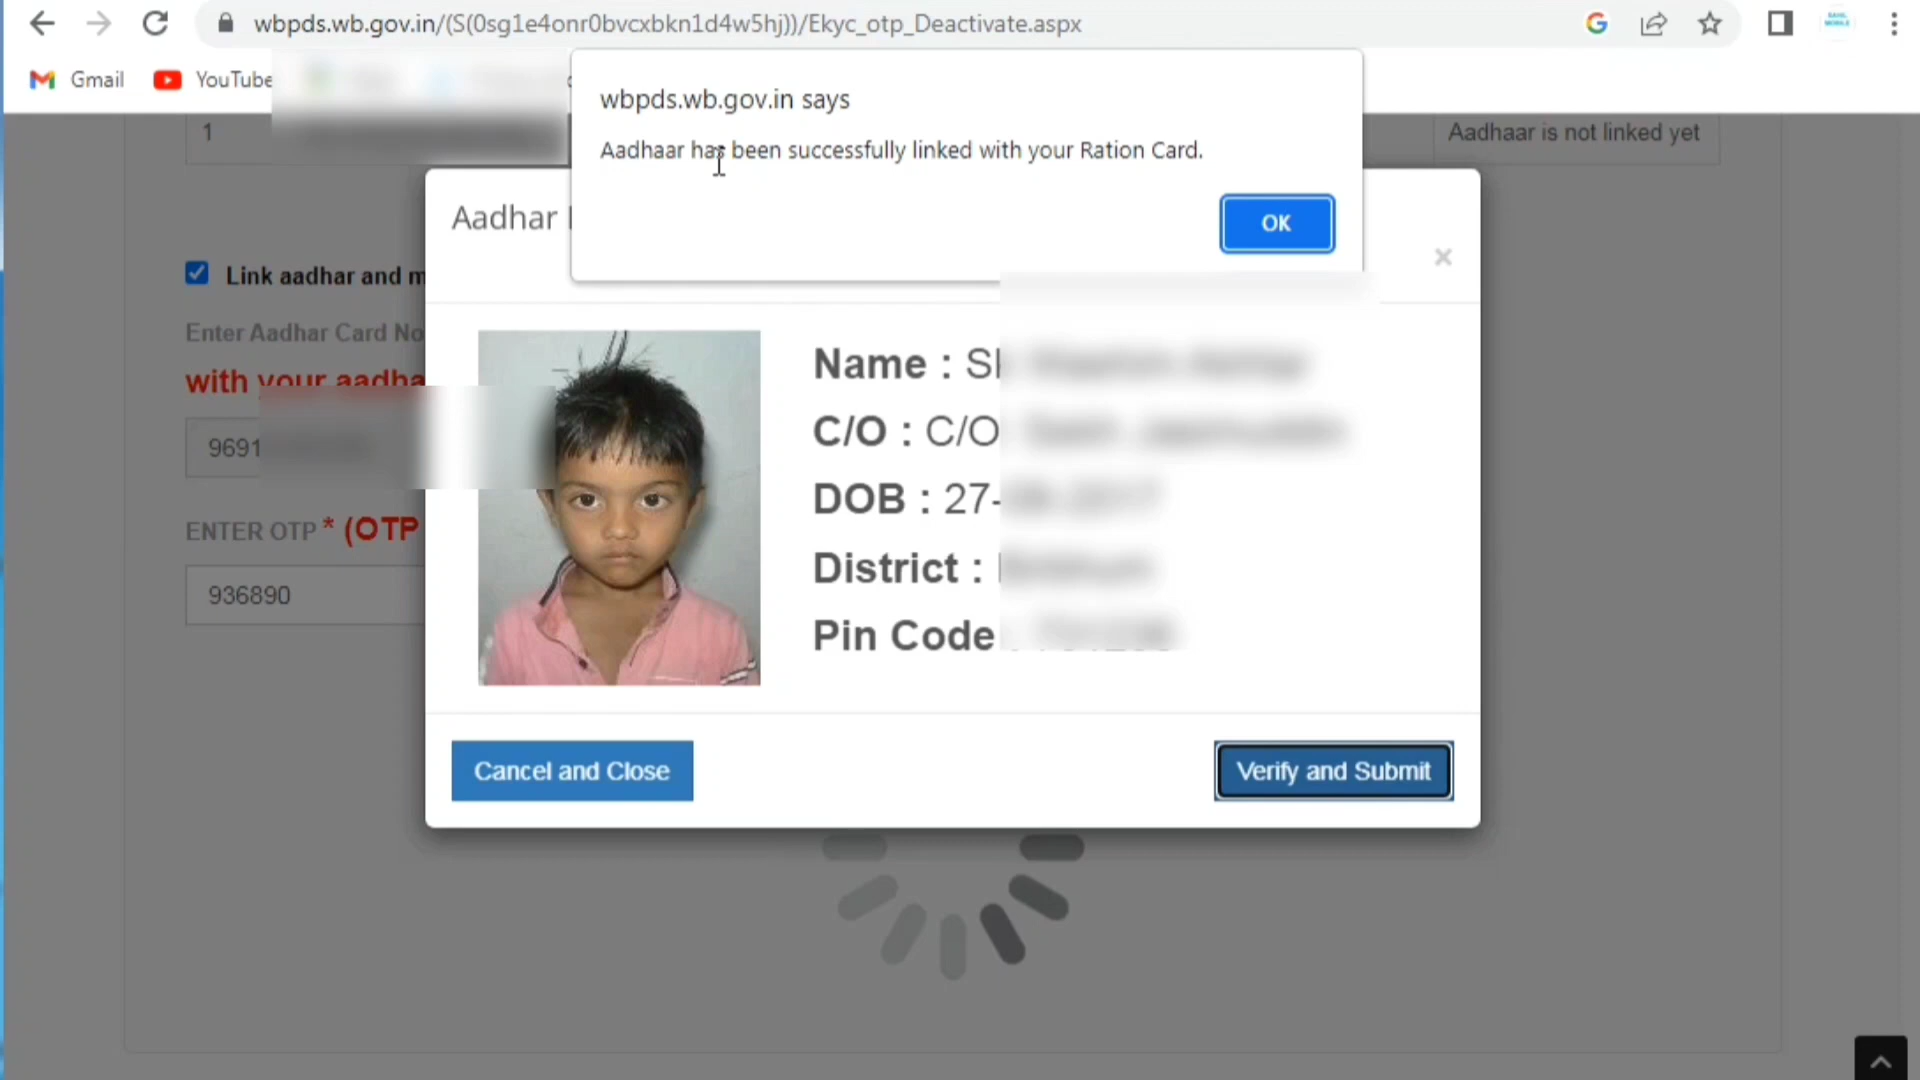 wbpds.wb.gov.in/(S(0sg1e4onr0bvcxbkn1d4w5hj))/Ekyc_otp_Deactivate.aspx
Gmail YouTube
wbpds.wb.gov.in says
Aadhaar has been successfully linked with your Ration Card.
OK
1
Aadhaar is not linked yet
Aadhar
×
Link aadhar and m
Enter Aadhar Card No
with your aadha
9691
ENTER OTP * (OTP
936890
Name :
C/O : C/O
DOB : 27-
District :
Pin Code
Cancel and Close
Verify and Submit